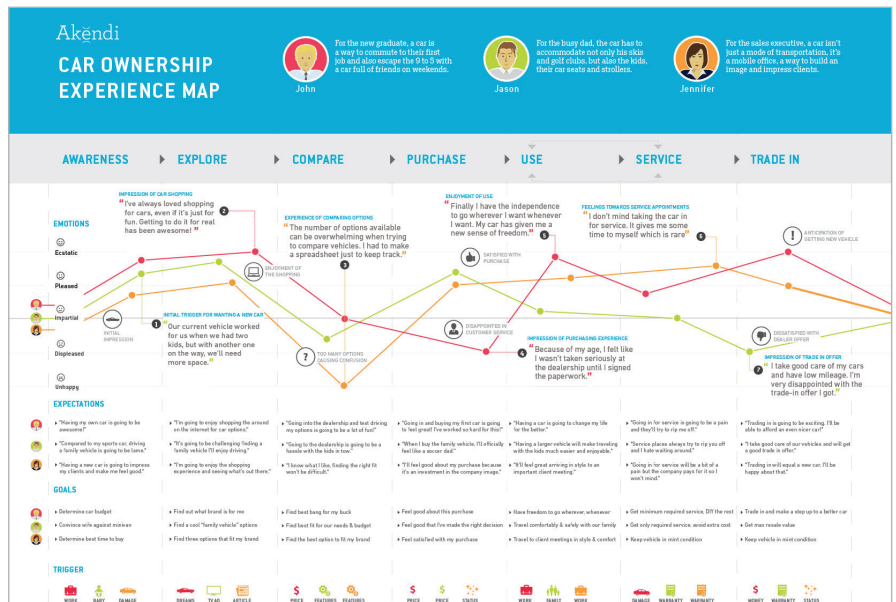 Akendi
CAR OWNERSHIP
EXPERIENCE MAP
For the new graduate, a car is
a way to commute to their first
job and also escape the 9 to 5 with
a car full of friends on weekends.
John
For the busy dad, the car has to
accommodate not only his skis
and golf clubs, but also the kids,
their car seats and strollers.
Jason
For the sales executive, a car isn't
just a mode of transportation, it's
a mobile office, a way to build an
image and impress clients.
Jennifer
AWARENESS
EXPLORE
COMPARE
PURCHASE
USE
SERVICE
TRADE IN
EMOTIONS
Ecstatic
Pleased
Impartial
Displeased
Unhappy
IMPRESSION OF CAR SHOPPING
"I've always loved shopping
for cars, even if it's just for
fun. Getting to do it for real
has been awesome! "
2
EXPERIENCE OF COMPARING OPTIONS
"The number of options available
can be overwhelming when trying
to compare vehicles. I had to make
a spreadsheet just to keep track."
3
ENJOYMENT OF USE
"Finally I have the independence
to go wherever I want whenever
I want. My car has given me a
new sense of freedom."
5
FEELINGS TOWARDS SERVICE APPOINTMENTS
"I don't mind taking the car in
for service. It gives me some
time to myself which is rare"
6
! ANTICIPATION OF
GETTING NEW VEHICLE
ENJOYMENT OF
THE SHOPPING
SATISFIED WITH
PURCHASE
INITIAL
IMPRESSION
1
INITIAL TRIGGER FOR WANTING A NEW CAR
"Our current vehicle worked
for us when we had two
kids, but with another one
on the way, we'll need
more space."
? TOO MANY OPTIONS
CAUSING CONFUSION
DISAPPOINTED IN
CUSTOMER SERVICE
4
IMPRESSION OF PURCHASING EXPERIENCE
"Because of my age, I felt like
I wasn't taken seriously at
the dealership until I signed
the paperwork."
DISSATISFIED WITH
DEALER OFFER
7
IMPRESSION OF TRADE IN OFFER
"I take good care of my cars
and have low mileage. I'm
very disappointed with the
trade-in offer I got."
EXPECTATIONS
"Having my own car is going to be
awesome!"
"I'm going to enjoy shopping the around
on the internet for car options."
"Going into the dealership and test driving
my options is going to be a lot of fun!"
"Going in and buying my first car is going
to feel great! I've worked so hard for this!"
"Having a car is going to change my life
for the better."
"Going in for service is going to be a pain
and they'll try to rip me off."
"Trading in is going to be exciting. I'll be
able to afford an even nicer car!"
"Compared to my sports car, driving
a family vehicle is going to be lame."
"It's going to be challenging finding a
family vehicle I'll enjoy driving."
"Going to the dealership is going to be a
hassle with the kids in tow."
"When I buy the family vehicle, I'll officially
feel like a soccer dad."
"Having a larger vehicle will make traveling
with the kids much easier and enjoyable."
"Service places always try to rip you off
and I hate waiting around."
"I take good care of our vehicles and will get
a good trade in offer."
"Having a new car is going to impress
my clients and make me feel good."
"I'm going to enjoy the shopping
experience and seeing what's out there."
"I know what I like, finding the right fit
won't be difficult."
"I'll feel good about my purchase because
it's an investment in the company image."
"It'll feel great arriving in style to an
important client meeting."
"Going in for service will be a bit of a
pain but the company pays for it so I
won't mind."
"Trading in will equal a new car. I'll be
happy about that."
GOALS
Determine car budget
Find out what brand is for me
Find best bang for my buck
Feel good about this purchase
Have freedom to go wherever, whenever
Get minimum required service, DIY the rest
Trade in and make a step up to a better car
Convince wife against minivan
Find a cool "family vehicle" options
Find best fit for our needs & budget
Feel good that I've made the right decision
Travel comfortably & safely with our family
Get only required service, avoid extra cost
Get max resale value
Determine best time to buy
Find three options that fit my brand
Find the best option to fit my brand
Feel satisfied with my purchase
Travel to client meetings in style & comfort
Keep vehicle in mint condition
Keep vehicle in mint condition
TRIGGER
WORK BABY DAMAGE
DREAMS TV AD ARTICLE
PRICE FEATURES FEATURES
PRICE PRICE STATUS
WORK FAMILY WORK
DAMAGE WARRANTY WARRANTY
MONEY WARRANTY STATUS